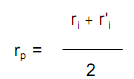 rₚ = (rᵢ + r'ᵢ) / 2